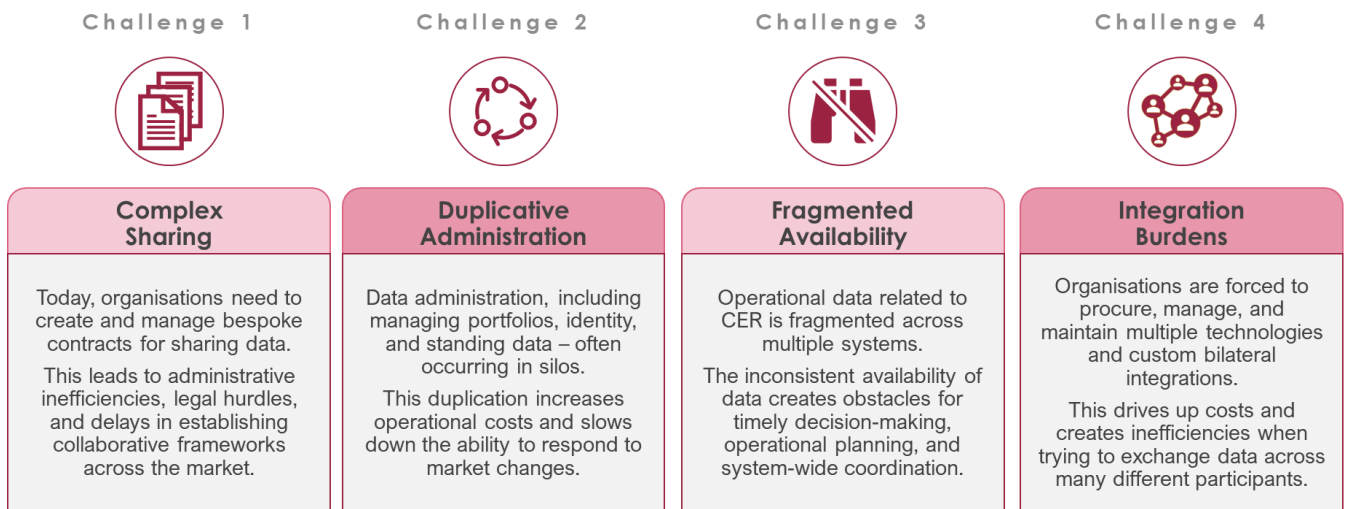 Challenge 1
Challenge 2
Challenge 3
Challenge 4
Complex
Sharing
Today, organisations need to
create and manage bespoke
contracts for sharing data.
This leads to administrative
inefficiencies, legal hurdles,
and delays in establishing
collaborative frameworks
across the market.
Duplicative
Administration
Data administration, including
managing portfolios, identity,
and standing data – often
occurring in silos.
This duplication increases
operational costs and slows
down the ability to respond to
market changes.
Fragmented
Availability
Operational data related to
CER is fragmented across
multiple systems.
The inconsistent availability of
data creates obstacles for
timely decision-making,
operational planning, and
system-wide coordination.
Integration
Burdens
Organisations are forced to
procure, manage, and
maintain multiple technologies
and custom bilateral
integrations.
This drives up costs and
creates inefficiencies when
trying to exchange data across
many different participants.